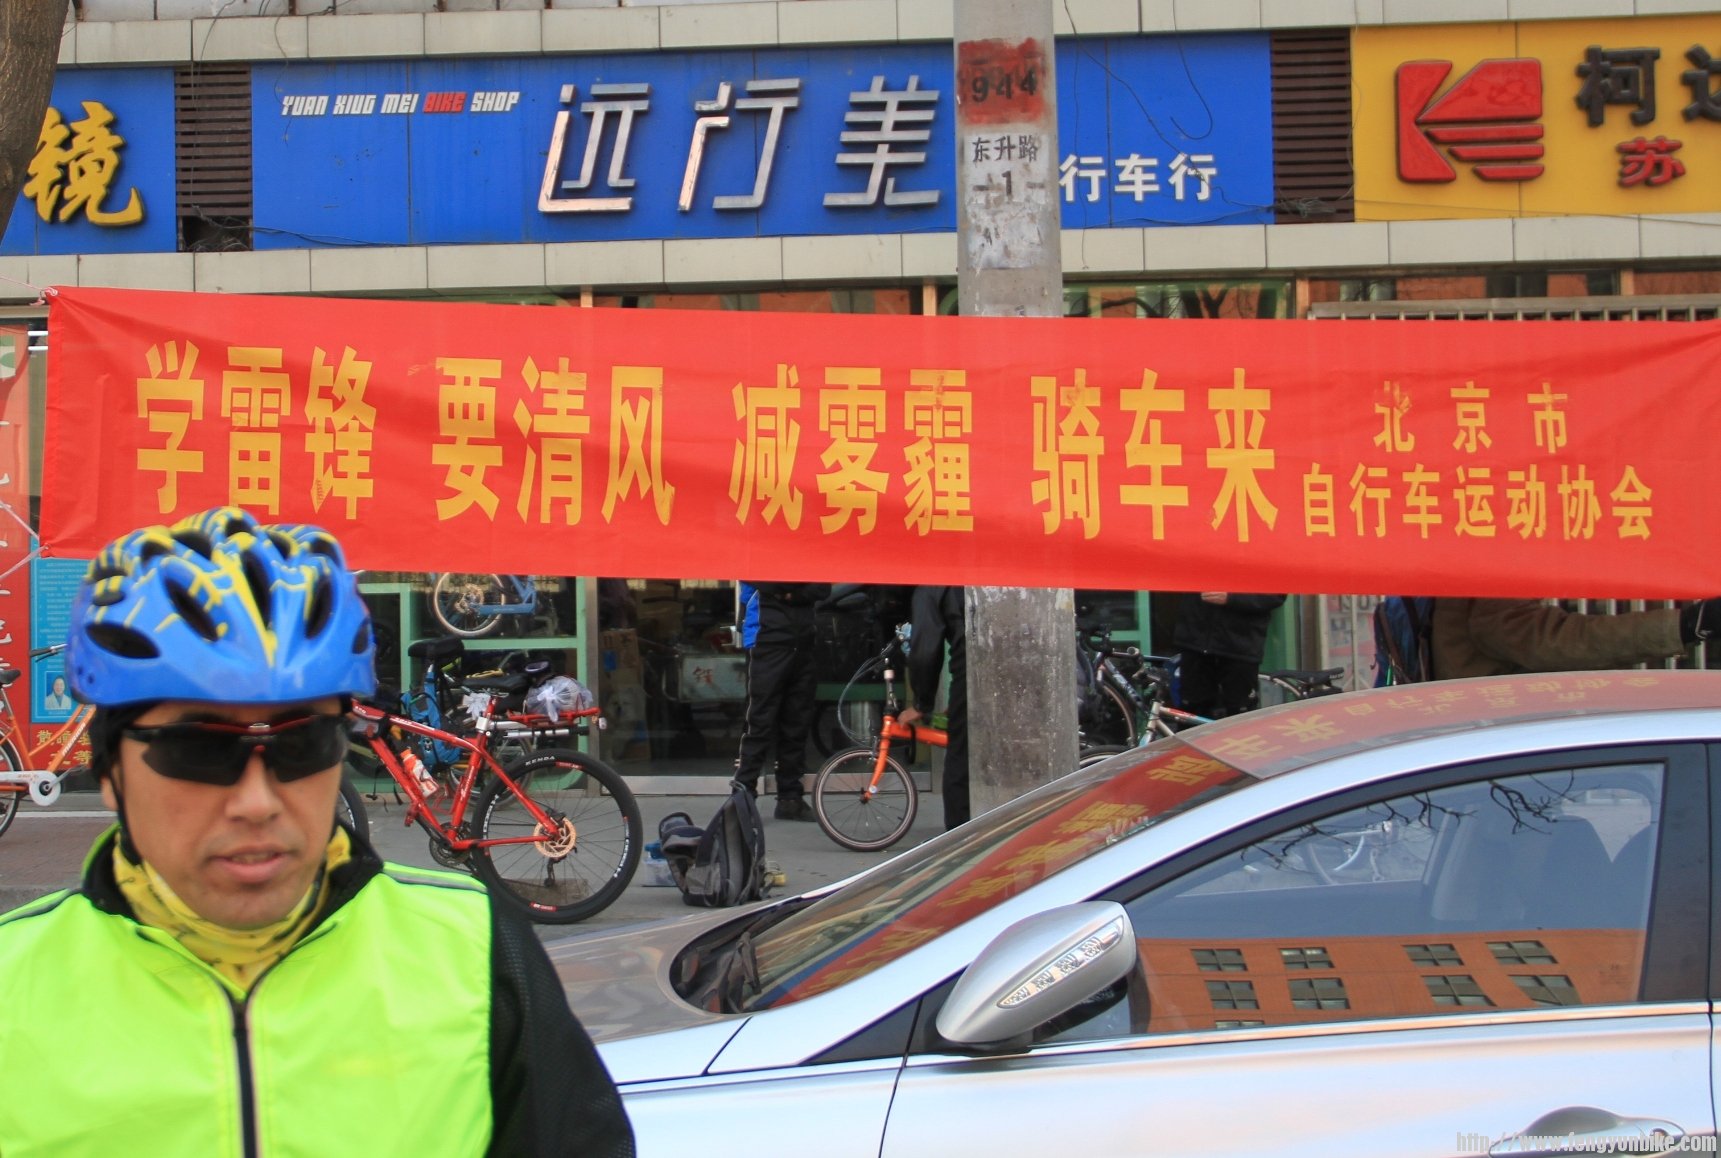 镜
YUAN XIUG MEI BIKE SHOP
远行美
行车行
944
东升路
1
柯达
苏
学雷锋 要清风 减雾霾 骑车来
北京市
自行车运动协会
KENDA
http://www.fengyunbike.com